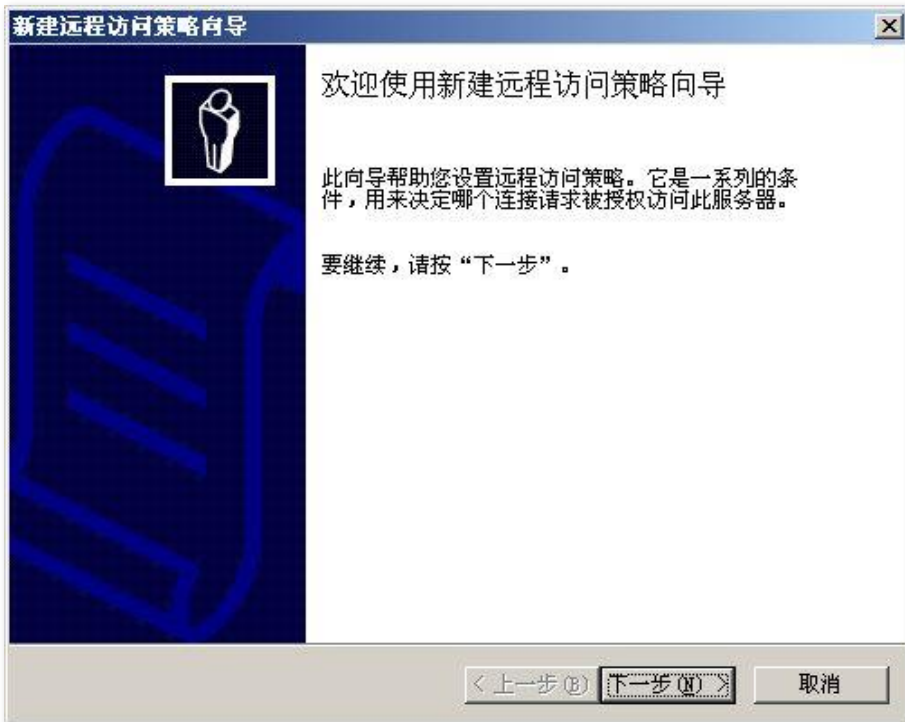 新建远程访问策略向导
欢迎使用新建远程访问策略向导
此向导帮助您设置远程访问策略。它是一系列的条
件，用来决定哪个连接请求被授权访问此服务器。
要继续，请按“下一步”。
< 上一步(B) 下一步(N) > 取消